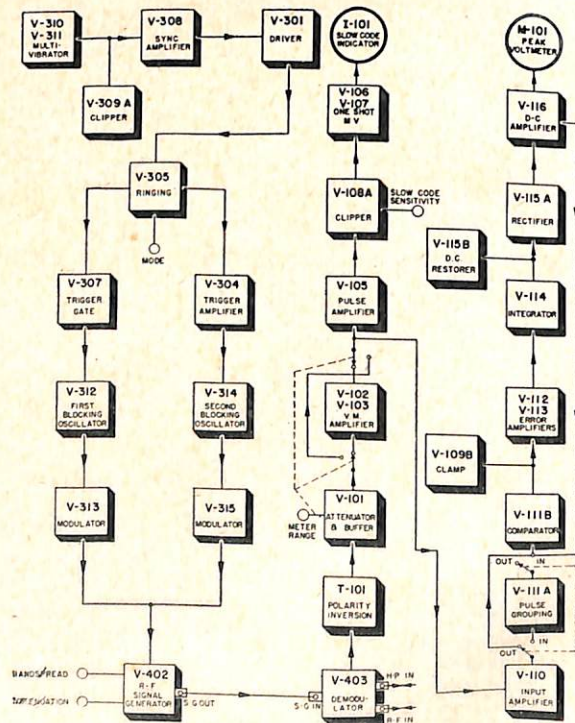 V-310
V-311
MULTI-
VIBRATOR
V-308
SYNC
AMPLIFIER
V-301
DRIVER
V-309 A
CLIPPER
V-305
RINGING
MODE
V-307
TRIGGER
GATE
V-304
TRIGGER
AMPLIFIER
V-312
FIRST
BLOCKING
OSCILLATOR
V-314
SECOND
BLOCKING
OSCILLATOR
V-313
MODULATOR
V-315
MODULATOR
V-402
R-F
SIGNAL
GENERATOR
SG OUT
I-101
SLOW CODE
INDICATOR
V-106
V-107
ONE SHOT
M V
V-108A
CLIPPER
SLOW CODE
SENSITIVITY
V-105
PULSE
AMPLIFIER
V-102
V-103
V.M.
AMPLIFIER
V-101
ATTENUATOR
& BUFFER
METER
RANGE
T-101
POLARITY
INVERSION
V-403
DEMODU-
LATOR
S-G IN
H-P IN
R-F IN
M-101
PEAK
VOLTMETER
V-116
D-C
AMPLIFIER
V-115 A
RECTIFIER
V-115B
D.C.
RESTORER
V-114
INTEGRATOR
V-112
V-113
ERROR
AMPLIFIERS
V-109B
CLAMP
V-111B
COMPARATOR
OUT
IN
V-111 A
PULSE
GROUPING
IN
OUT
V-110
INPUT
AMPLIFIER